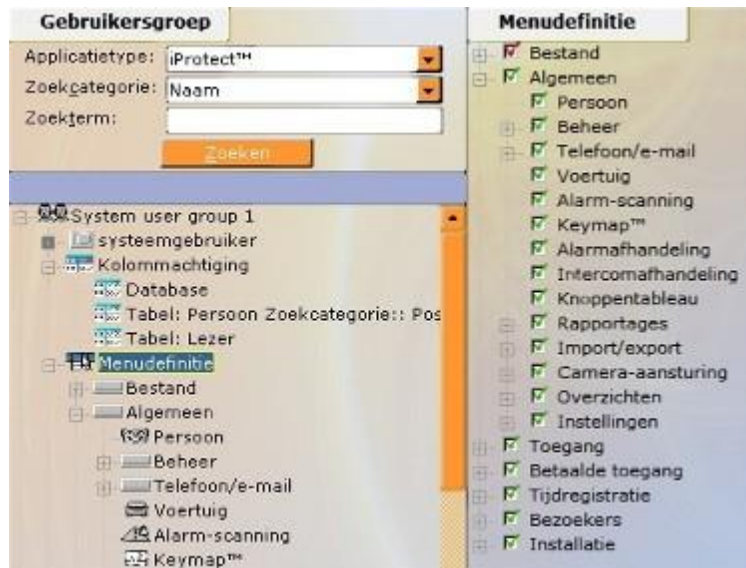 Gebruikersgroep
Applicatietype: iProtect™
Zoekcategorie: Naam
Zoekterm:
Zoeken
System user group 1
systeemgebruiker
Kolommachtiging
Database
Tabel: Persoon Zoekcategorie:: Pos
Tabel: Lezer
Menudefinitie
Bestand
Algemeen
Persoon
Beheer
Telefoon/e-mail
Voertuig
Alarm-scanning
Keymap™
Menudefinitie
Bestand
Algemeen
Persoon
Beheer
Telefoon/e-mail
Voertuig
Alarm-scanning
Keymap™
Alarmafhandeling
Intercomafhandeling
Knoppentableau
Rapportages
Import/export
Camera-aansturing
Overzichten
Instellingen
Toegang
Betaalde toegang
Tijdregistratie
Bezoekers
Installatie